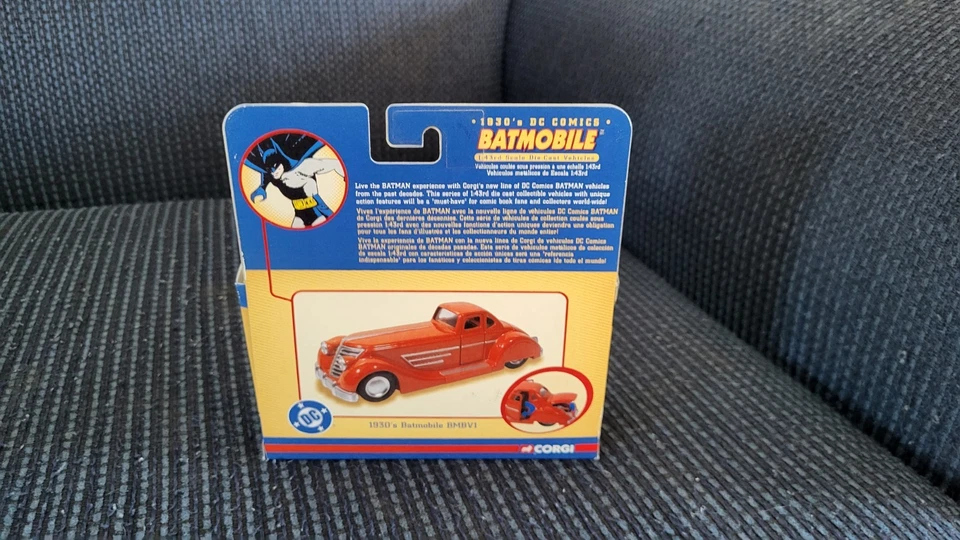 • 1930's DC COMICS •
BATMOBILE
1:43rd Scale Die Cast Vehicles
Véhicules coulés sous pression à une échelle 1:43rd
Vehículos metálicos de Escala 1:43rd
Live the BATMAN experience with Corgi's new line of DC Comics BATMAN vehicles
from the past decades. This series of 1:43rd die cast collectible vehicles with unique
action features will be a 'must-have' for comic book fans and collectors world-wide!
Vivez l'expérience de BATMAN avec la nouvelle ligne de véhicules DC Comics BATMAN
de Corgi des dernières décennies. Cette série de véhicules de collection coulés sous
pression 1:43rd avec des nouvelles fonctions d'action uniques deviendra une obligation
pour tous les fans d'illustrés et les collectionneurs du monde entier!
Viva la experiencia de BATMAN con la nueva línea de Corgi de vehículos DC Comics
BATMAN originales de décadas pasadas. Esta serie de vehículos metálicos de colección
de escala 1:43rd con características de acción únicas será una 'referencia
indispensable' para los fanáticos y coleccionistas de tiras cómicas ¡de todo el mundo!
DC
1930's Batmobile BMBV1
CORGI